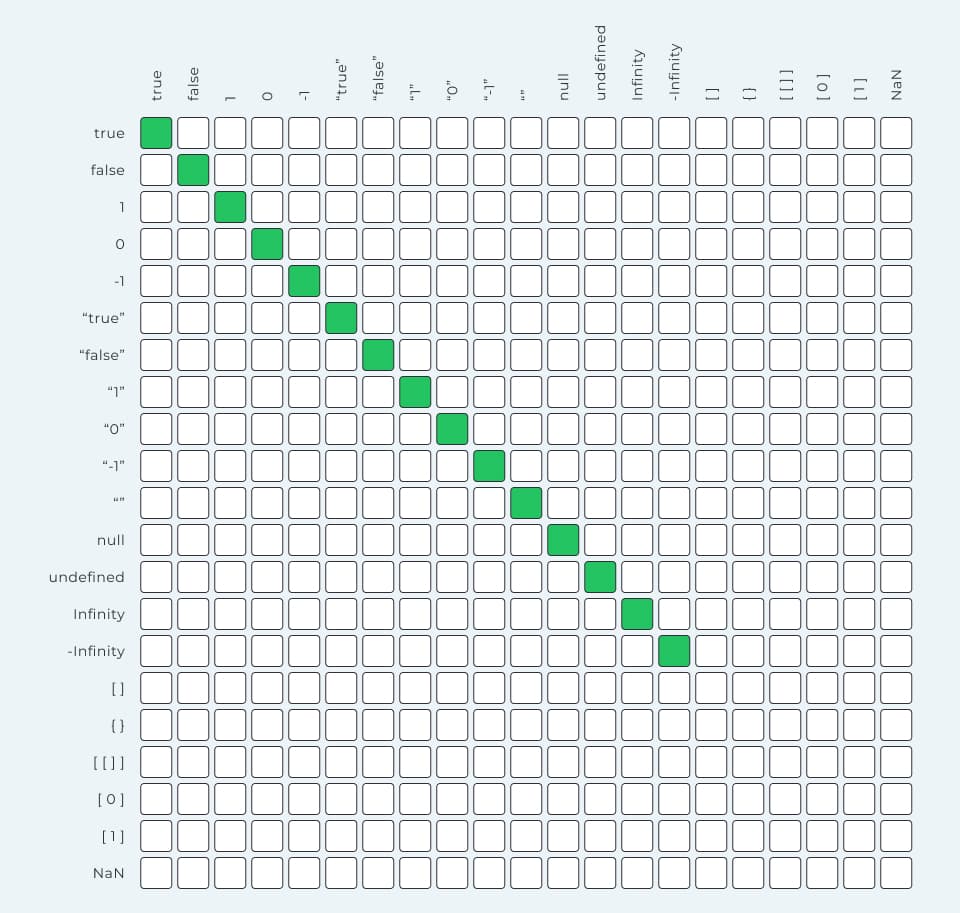 true
false
1
0
-1
“true”
“false”
“1”
“0”
“-1”
“”
null
undefined
Infinity
-Infinity
[ ]
{ }
[ [ ] ]
[ 0 ]
[ 1 ]
NaN
true
false
1
0
-1
“true”
“false”
“1”
“0”
“-1”
“”
null
undefined
Infinity
-Infinity
[ ]
{ }
[ [ ] ]
[ 0 ]
[ 1 ]
NaN